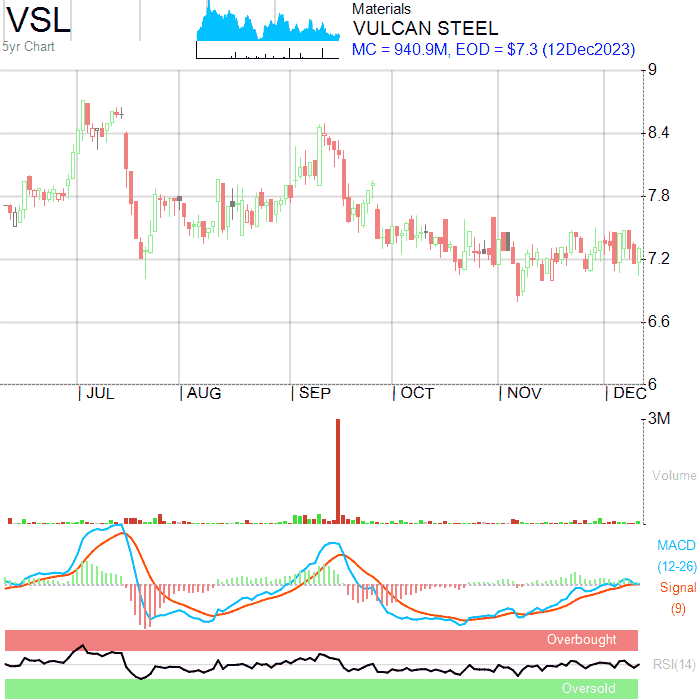 VSL
5yr Chart
Materials
VULCAN STEEL
MC = 940.9M, EOD = $7.3 (12Dec2023)
9
8.4
7.8
7.2
6.6
6
JUL
AUG
SEP
OCT
NOV
DEC
3M
Volume
MACD
(12-26)
Signal
(9)
Overbought
RSI(14)
Oversold